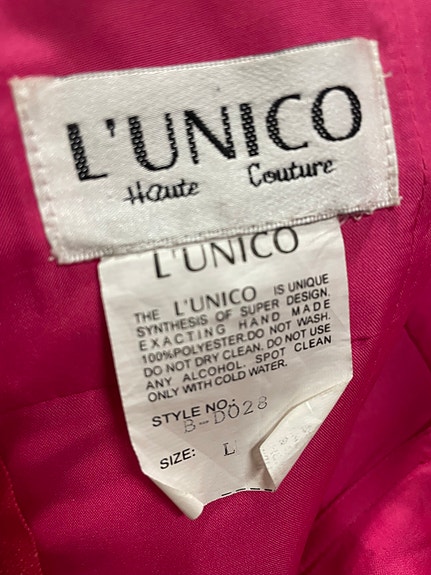 L'UNICO
Haute Couture
L'UNICO
THE L'UNICO IS UNIQUE
SYNTHESIS OF SUPER DESIGN.
EXACTING HAND MADE
100%POLYESTER.DO NOT WASH.
DO NOT DRY CLEAN. DO NOT USE
ANY ALCOHOL. SPOT CLEAN
ONLY WITH COLD WATER.
STYLE NO.:
B-D028
SIZE: L